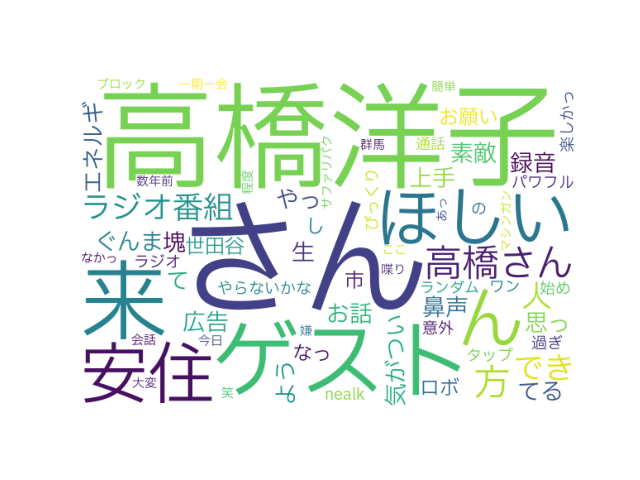 ブロック
一期一会
簡単
高橋洋子
エネルギ
お願い
楽しかっ
群馬
通話
素敵
数年前
程度
サファリパク
上手
録音
パワフル
ラジオ番組
やっ
びっくり
ほしい
あっ
の
マシンガン
さん
し
ぐんま
塊
世田谷
生
ここ
高橋さん
なかっ
ラジオ
来
て
やらないかな
市
喋り
ランダム
ワン
始め
人
鼻声
ん
お話
広告
ゲスト
思っ
意外
嫌
会話
今日
安住
なっ
気がつい
過ぎ
タップ
でき
大変
よう
笑
nealk
ロボ
方
てる